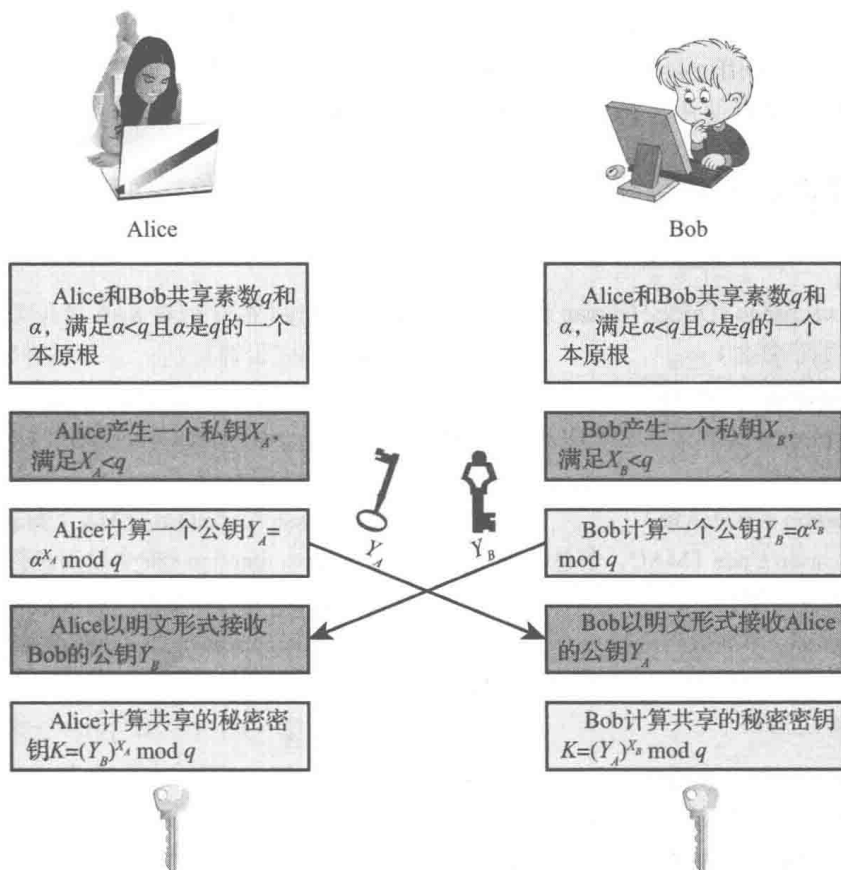 Alice
Bob
Alice和Bob共享素数q和
α，满足α<q且α是q的一个
本原根
Alice和Bob共享素数q和
α，满足α<q且α是q的一个
本原根
Alice产生一个私钥X_A，
满足X_A<q
Bob产生一个私钥X_B，
满足X_B<q
Alice计算一个公钥Y_A=
α^{X_A} mod q
Y_A
Y_B
Bob计算一个公钥Y_B=α^{X_B}
mod q
Alice以明文形式接收
Bob的公钥Y_B
Bob以明文形式接收Alice
的公钥Y_A
Alice计算共享的秘密密
钥K=(Y_B)^{X_A} mod q
Bob计算共享的秘密密钥
K=(Y_A)^{X_B} mod q